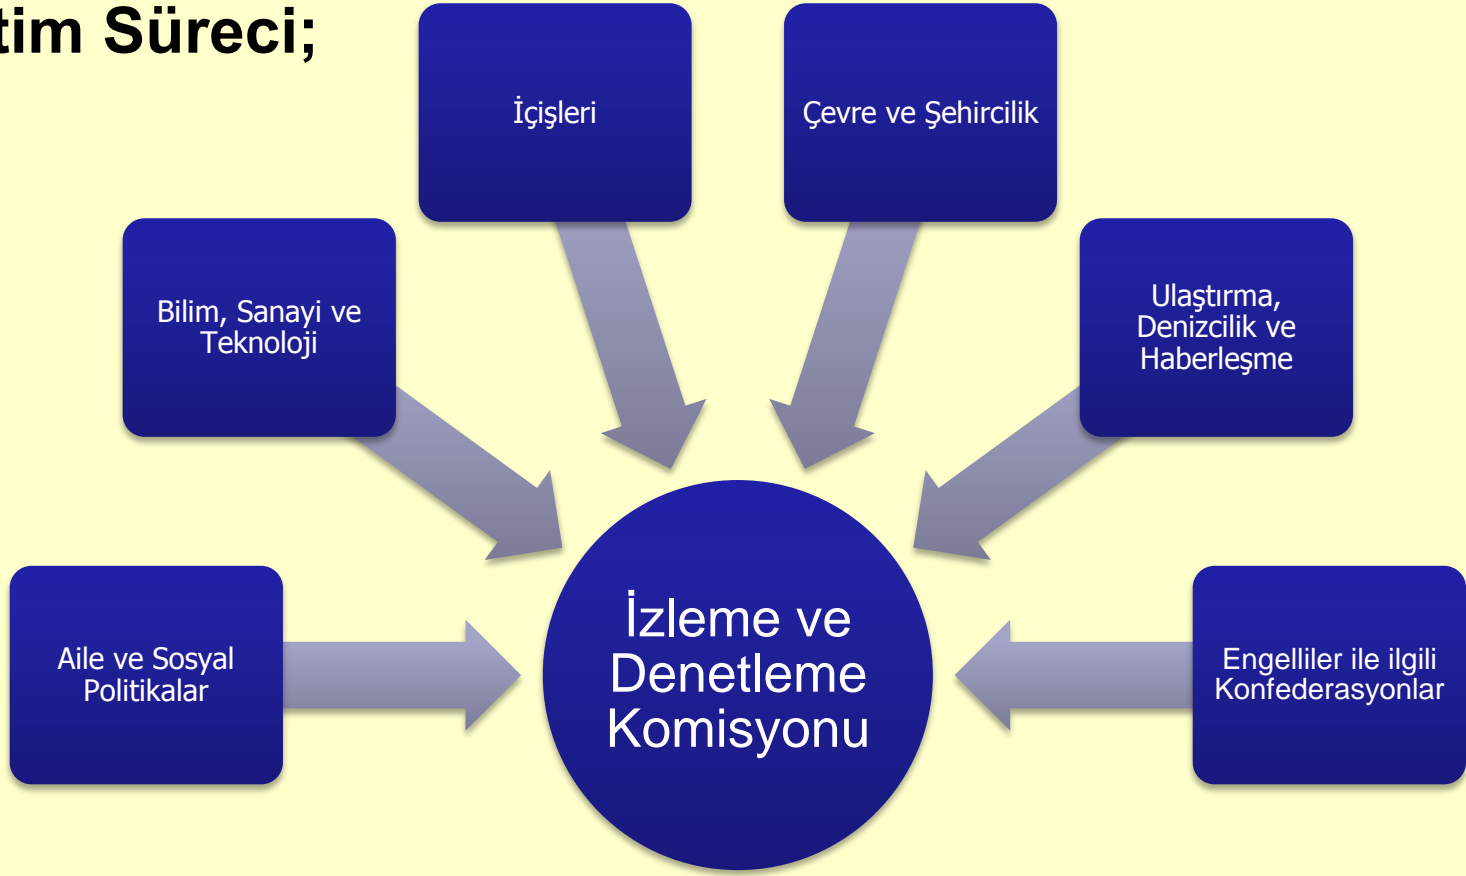 tim Süreci;
İçişleri
Çevre ve Şehircilik
Bilim, Sanayi ve
Teknoloji
Ulaştırma,
Denizcilik ve
Haberleşme
Aile ve Sosyal
Politikalar
İzleme ve
Denetleme
Komisyonu
Engelliler ile ilgili
Konfederasyonlar